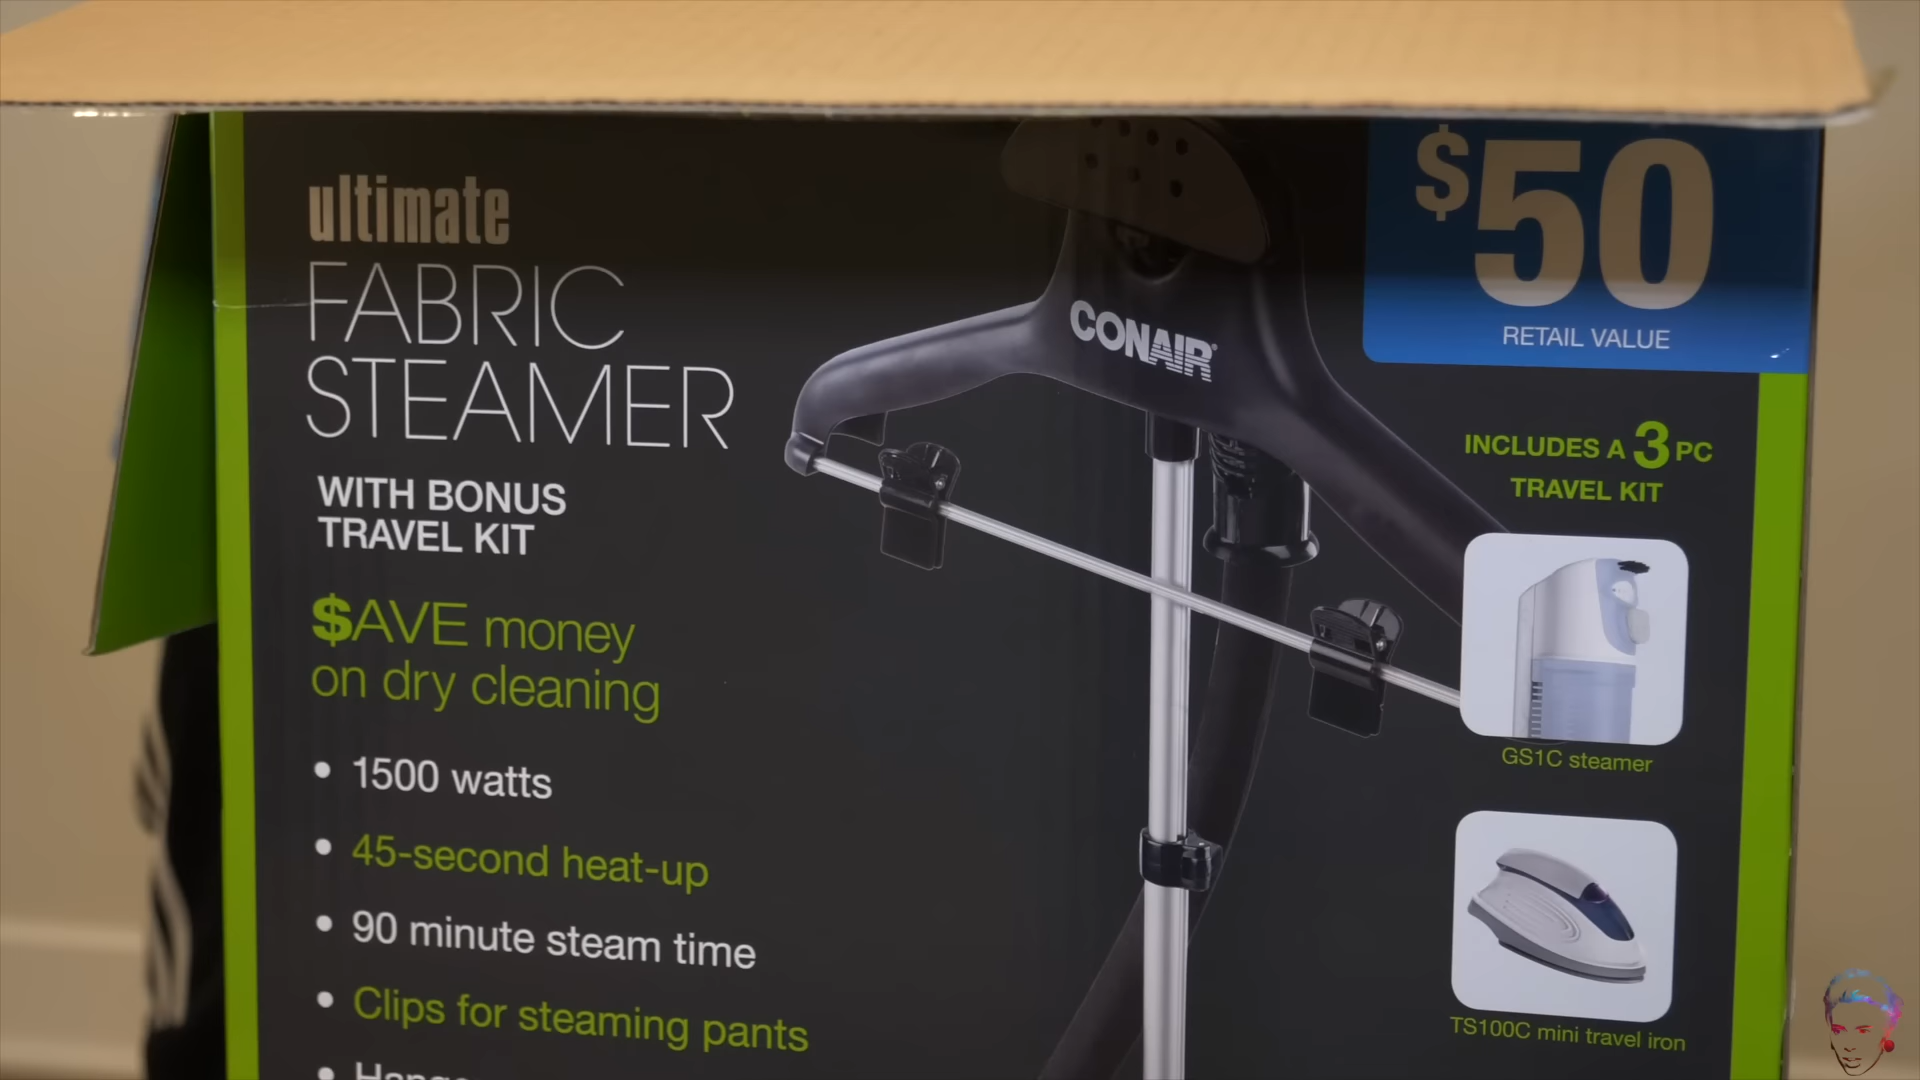 ultimate
FABRIC
STEAMER
WITH BONUS
TRAVEL KIT
$AVE money
on dry cleaning
• 1500 watts
• 45-second heat-up
• 90 minute steam time
• Clips for steaming pants
CONAIR
$50
RETAIL VALUE
INCLUDES A 3 PC
TRAVEL KIT
GS1C steamer
TS100C mini travel iron